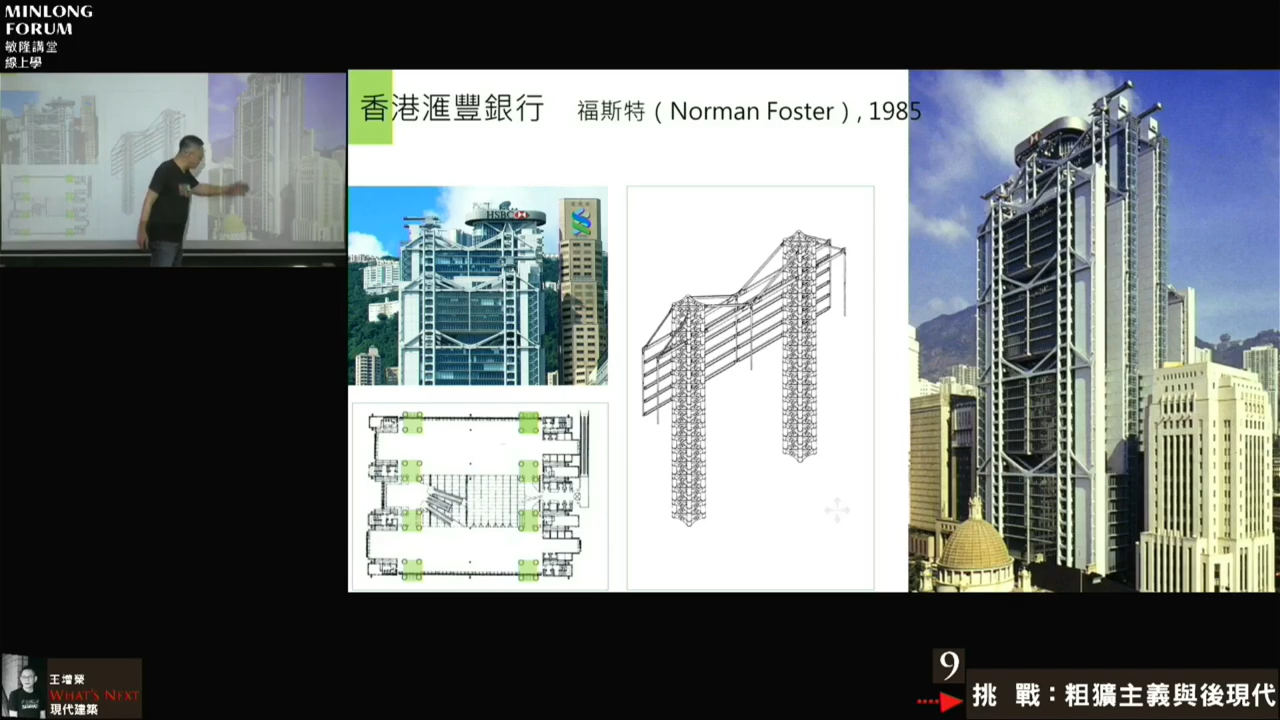 MINLONG
FORUM
敏隆講堂
線上學
香港滙豐銀行 福斯特 ( Norman Foster ) , 1985
HSBC
王增榮
WHAT'S NEXT
現代建築
9
挑 戰：粗獷主義與後現代